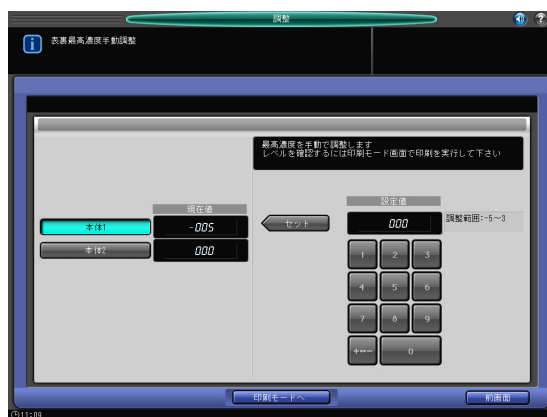 調整
表裏最高濃度手動調整
最高濃度を手動で調整します
レベルを確認するには印刷モード画面で印刷を実行して下さい
現在値
設定値
本体1
-005
セット
000
調整範囲:-5~3
本体2
000
1 2 3
4 5 6
7 8 9
+↔- 0
印刷モードへ
前画面
11:09